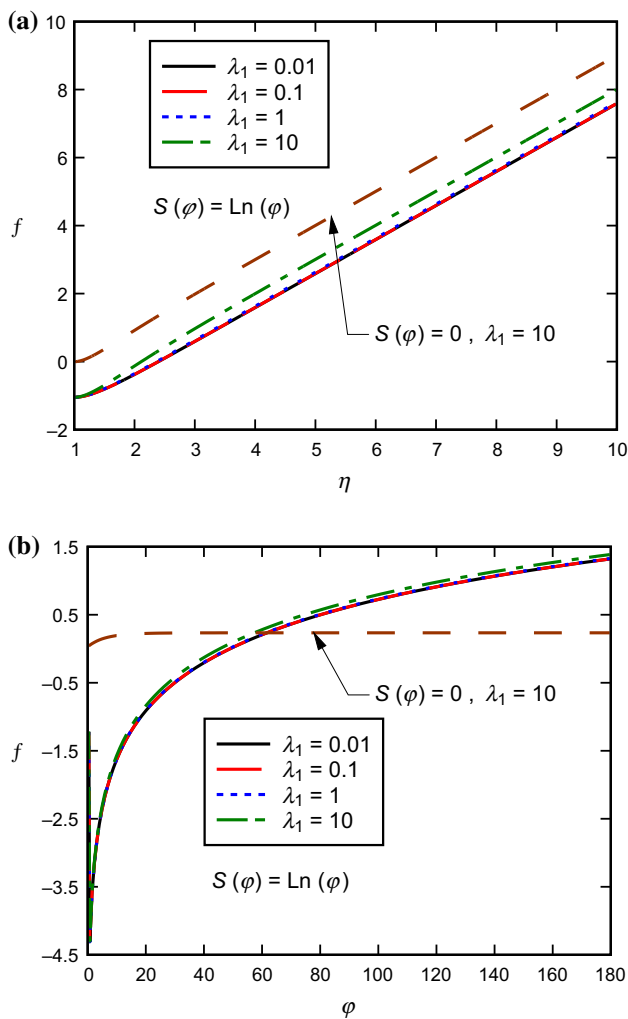 (a)
10
8
6
4
2
0
−2
f
λ₁ = 0.01
λ₁ = 0.1
λ₁ = 1
λ₁ = 10
S (φ) = Ln (φ)
S (φ) = 0 , λ₁ = 10
1 2 3 4 5 6 7 8 9 10
η
(b)
1.5
0.5
−0.5
−1.5
−2.5
−3.5
−4.5
f
S (φ) = 0 , λ₁ = 10
λ₁ = 0.01
λ₁ = 0.1
λ₁ = 1
λ₁ = 10
S (φ) = Ln (φ)
0 20 40 60 80 100 120 140 160 180
φ